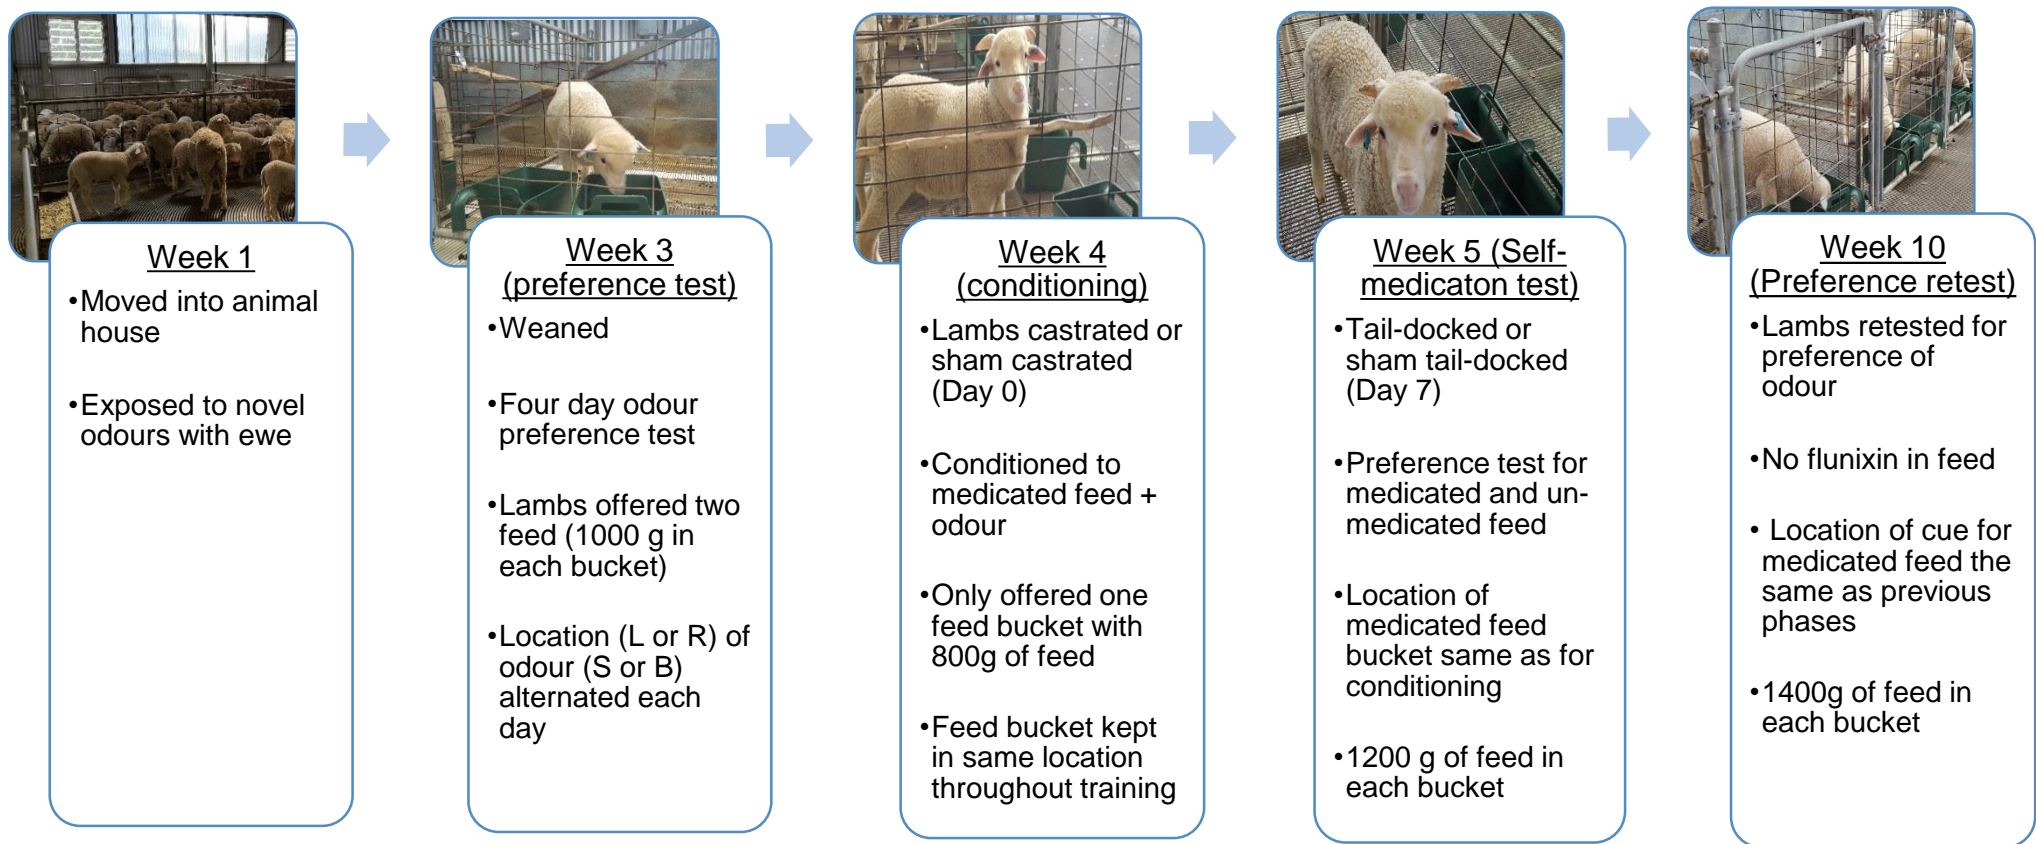 Week 1
•Moved into animal
house
•Exposed to novel
odours with ewe
Week 3
(preference test)
•Weaned
•Four day odour
preference test
•Lambs offered two
feed (1000 g in
each bucket)
•Location (L or R) of
odour (S or B)
alternated each
day
Week 4
(conditioning)
•Lambs castrated or
sham castrated
(Day 0)
•Conditioned to
medicated feed +
odour
•Only offered one
feed bucket with
800g of feed
•Feed bucket kept
in same location
throughout training
Week 5 (Self-
medicaton test)
•Tail-docked or
sham tail-docked
(Day 7)
•Preference test for
medicated and un-
medicated feed
•Location of
medicated feed
bucket same as for
conditioning
•1200 g of feed in
each bucket
Week 10
(Preference retest)
•Lambs retested for
preference of
odour
•No flunixin in feed
• Location of cue for
medicated feed the
same as previous
phases
•1400g of feed in
each bucket